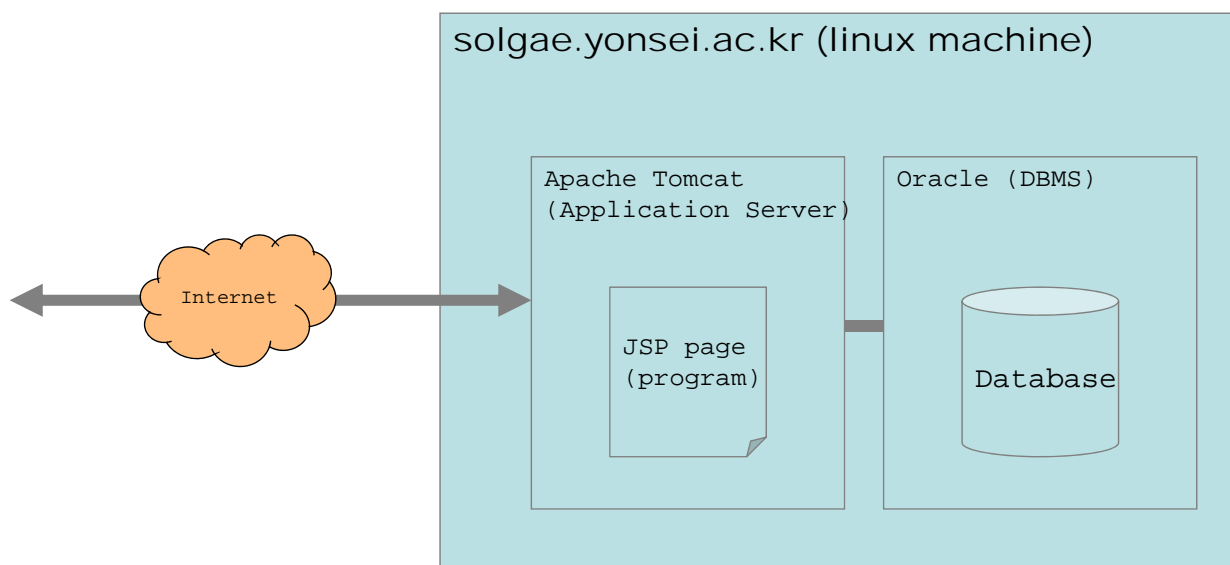 solgae.yonsei.ac.kr (linux machine)
Apache Tomcat
(Application Server)
Oracle (DBMS)
Internet
JSP page
(program)
Database